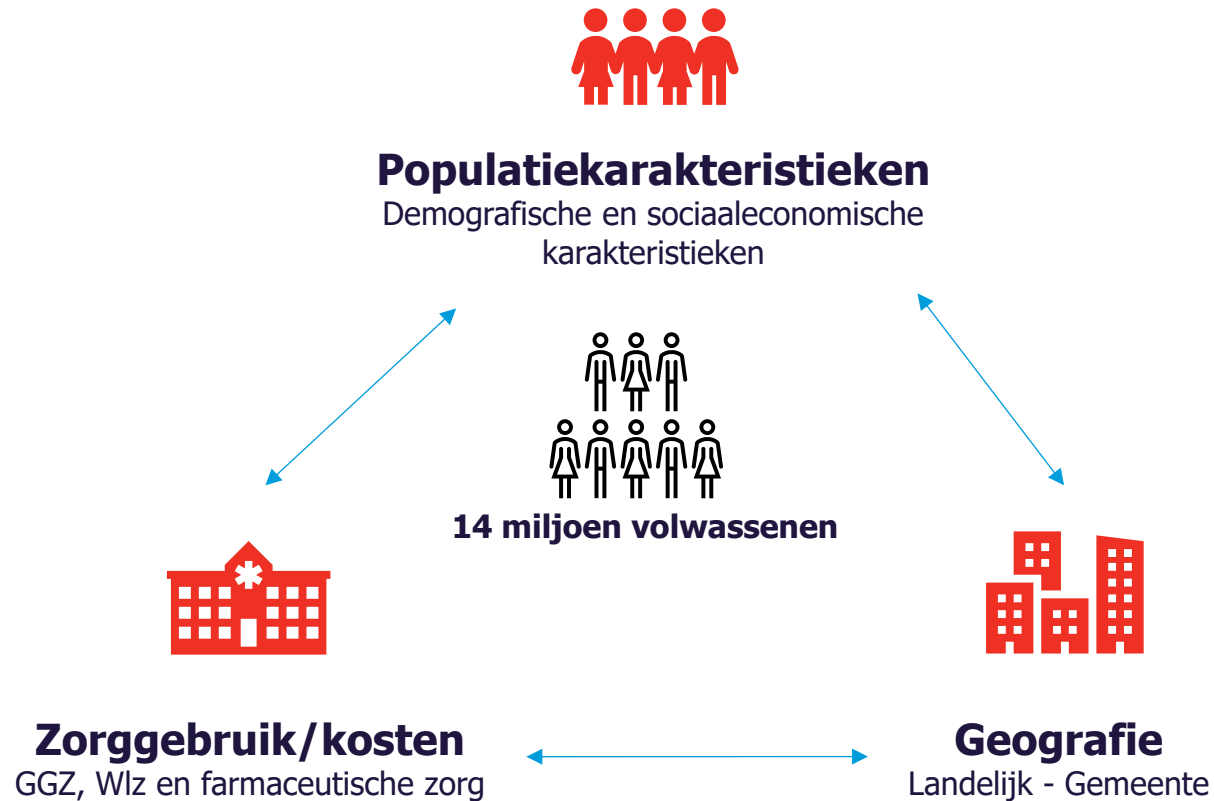 Populatiekarakteristieken
Demografische en sociaaleconomische
karakteristieken
14 miljoen volwassenen
Zorggebruik/kosten
GGZ, Wlz en farmaceutische zorg
Geografie
Landelijk - Gemeente